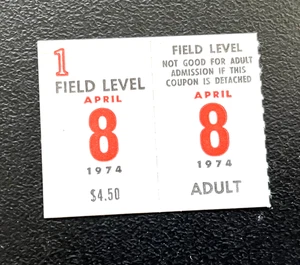 1
FIELD LEVEL
APRIL
8
1974
$4.50
FIELD LEVEL
NOT GOOD FOR ADULT
ADMISSION IF THIS
COUPON IS DETACHED
APRIL
8
1974
ADULT